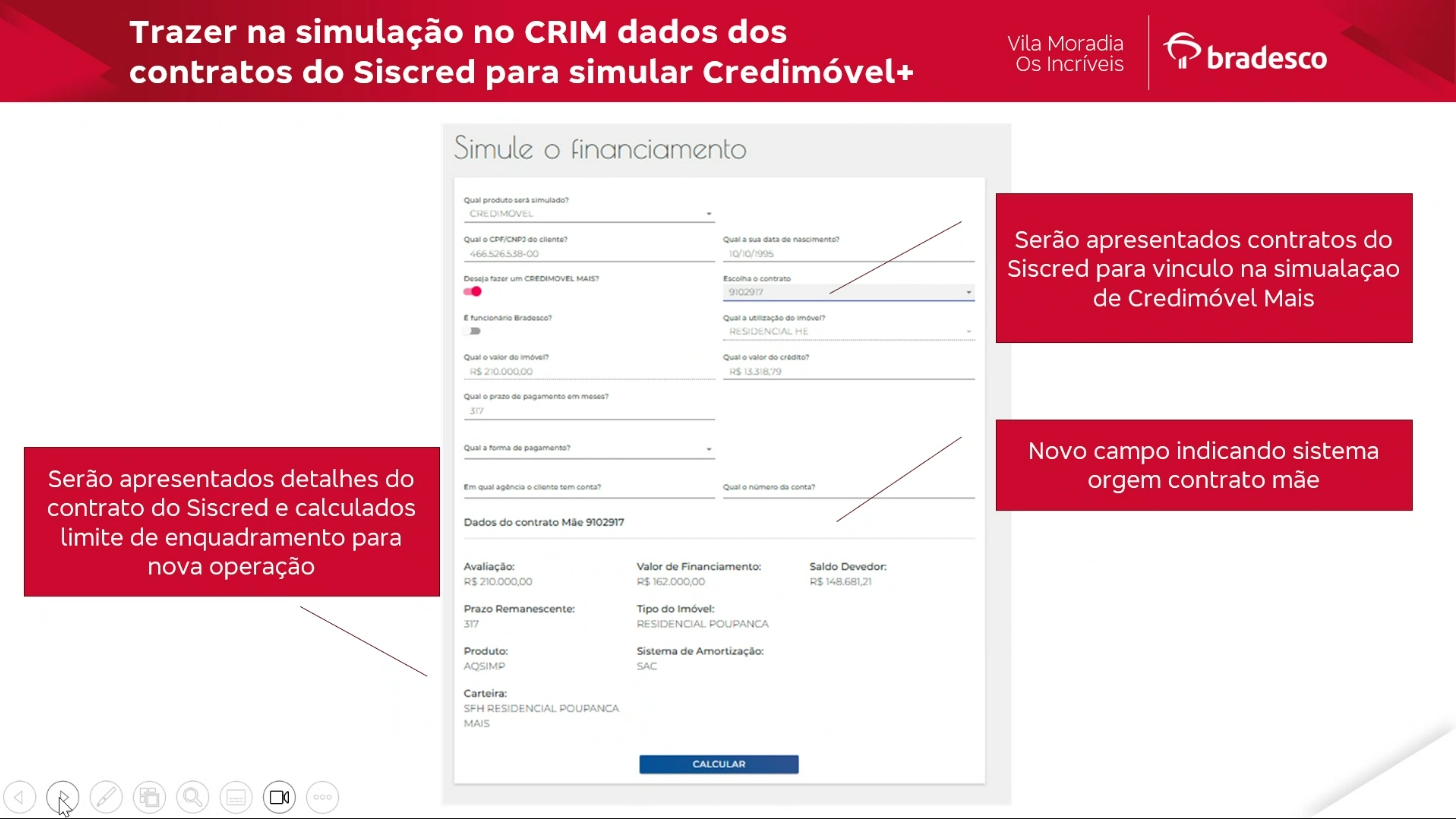 Trazer na simulação no CRIM dados dos
contratos do Siscred para simular Credimóvel+
Vila Moradia
Os Incríveis
bradesco
Simule o financiamento
Qual produto será simulado?
CREDIMOVEL
Qual o CPF/CNPJ do cliente?
466.526.538-00
Qual a sua data de nascimento?
10/10/1995
Deseja fazer um CREDIMOVEL MAIS?
Escolha o contrato
9102917
É funcionário Bradesco?
Qual a utilização do imóvel?
RESIDENCIAL HE
Qual o valor do imóvel?
R$ 210.000,00
Qual o valor do crédito?
R$ 13.318,79
Qual o prazo de pagamento em meses?
317
Qual a forma de pagamento?
Em qual agência o cliente tem conta?
Qual o número da conta?
Dados do contrato Mãe 9102917
Avaliação:
R$ 210.000,00
Valor de Financiamento:
R$ 162.000,00
Saldo Devedor:
R$ 148.681,21
Prazo Remanescente:
317
Tipo do Imóvel:
RESIDENCIAL POUPANCA
Produto:
AQSIMP
Sistema de Amortização:
SAC
Carteira:
SFH RESIDENCIAL POUPANCA
MAIS
CALCULAR
Serão apresentados contratos do
Siscred para vinculo na simualaçao
de Credimóvel Mais
Novo campo indicando sistema
orgem contrato mãe
Serão apresentados detalhes do
contrato do Siscred e calculados
limite de enquadramento para
nova operação